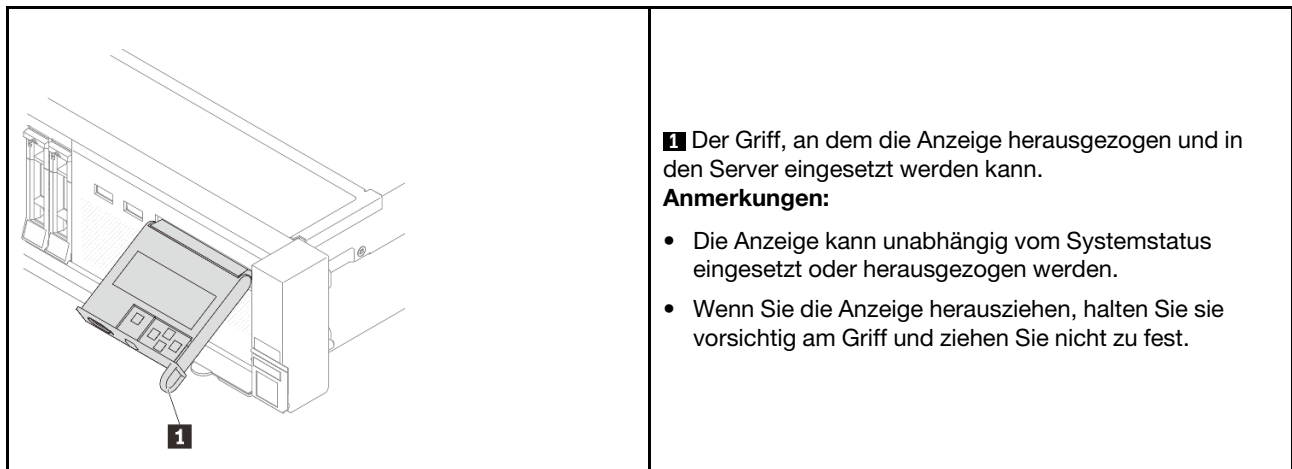 1 Der Griff, an dem die Anzeige herausgezogen und in
den Server eingesetzt werden kann.
Anmerkungen:
• Die Anzeige kann unabhängig vom Systemstatus
eingesetzt oder herausgezogen werden.
• Wenn Sie die Anzeige herausziehen, halten Sie sie
vorsichtig am Griff und ziehen Sie nicht zu fest.
1